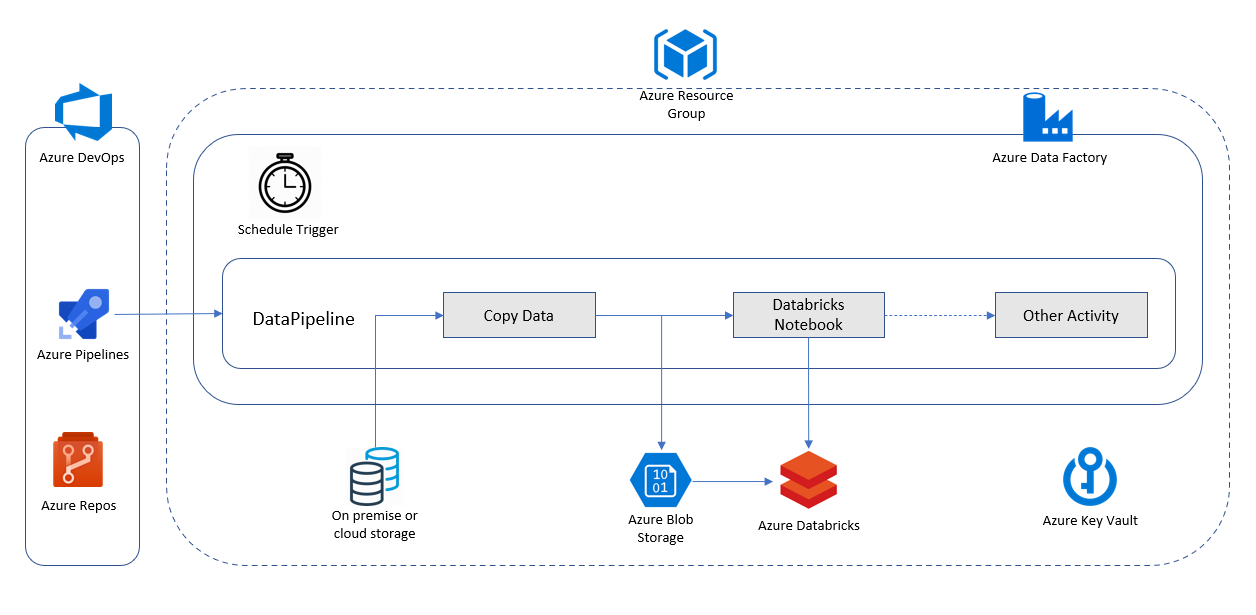 Azure Resource
Group
Azure DevOps
Azure Data Factory
Schedule Trigger
DataPipeline
Copy Data
Databricks
Notebook
Other Activity
Azure Pipelines
Azure Repos
On premise or
cloud storage
10
01
Azure Blob
Storage
Azure Databricks
Azure Key Vault